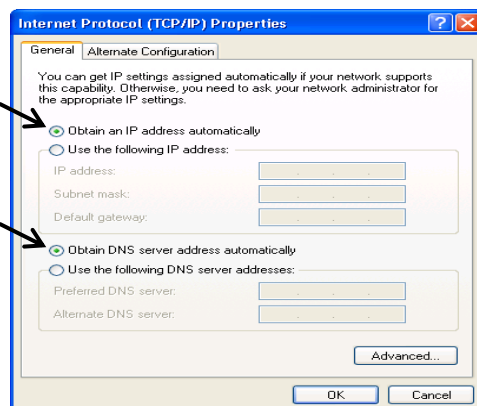 Internet Protocol (TCP/IP) Properties
General
Alternate Configuration
You can get IP settings assigned automatically if your network supports
this capability. Otherwise, you need to ask your network administrator for
the appropriate IP settings.
Obtain an IP address automatically
Use the following IP address:
IP address:
Subnet mask:
Default gateway:
Obtain DNS server address automatically
Use the following DNS server addresses:
Preferred DNS server:
Alternate DNS server:
Advanced...
OK
Cancel